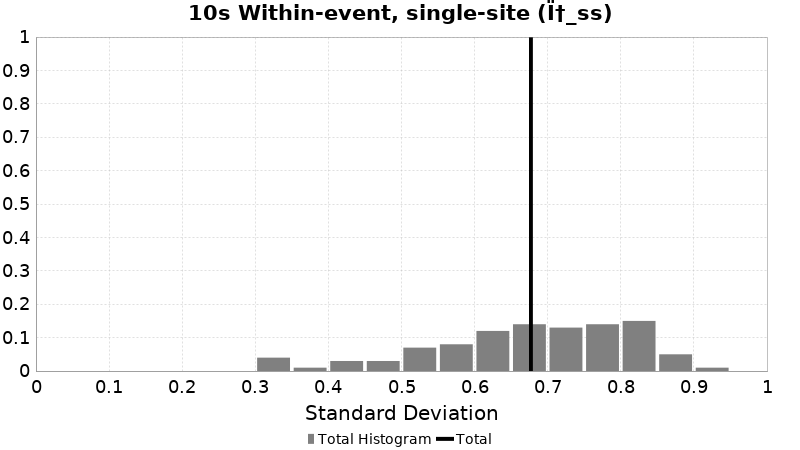 10s Within-event, single-site (Ï†_ss)
1
0.9
0.8
0.7
0.6
0.5
0.4
0.3
0.2
0.1
0
0 0.1 0.2 0.3 0.4 0.5 0.6 0.7 0.8 0.9 1
Standard Deviation
Total Histogram Total